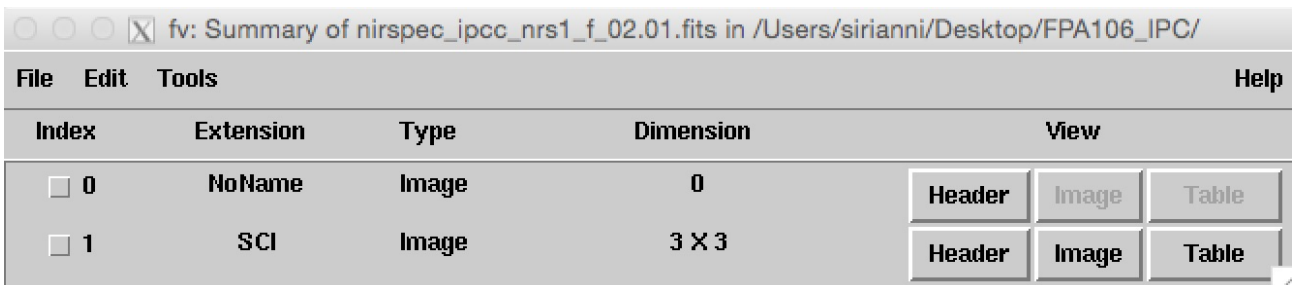 X fv: Summary of nirspec_ipcc_nrs1_f_02.01.fits in /Users/sirianni/Desktop/FPA106_IPC/
File Edit Tools Help
Index Extension Type Dimension View
0 NoName Image 0 Header Image Table
1 SCI Image 3 X 3 Header Image Table